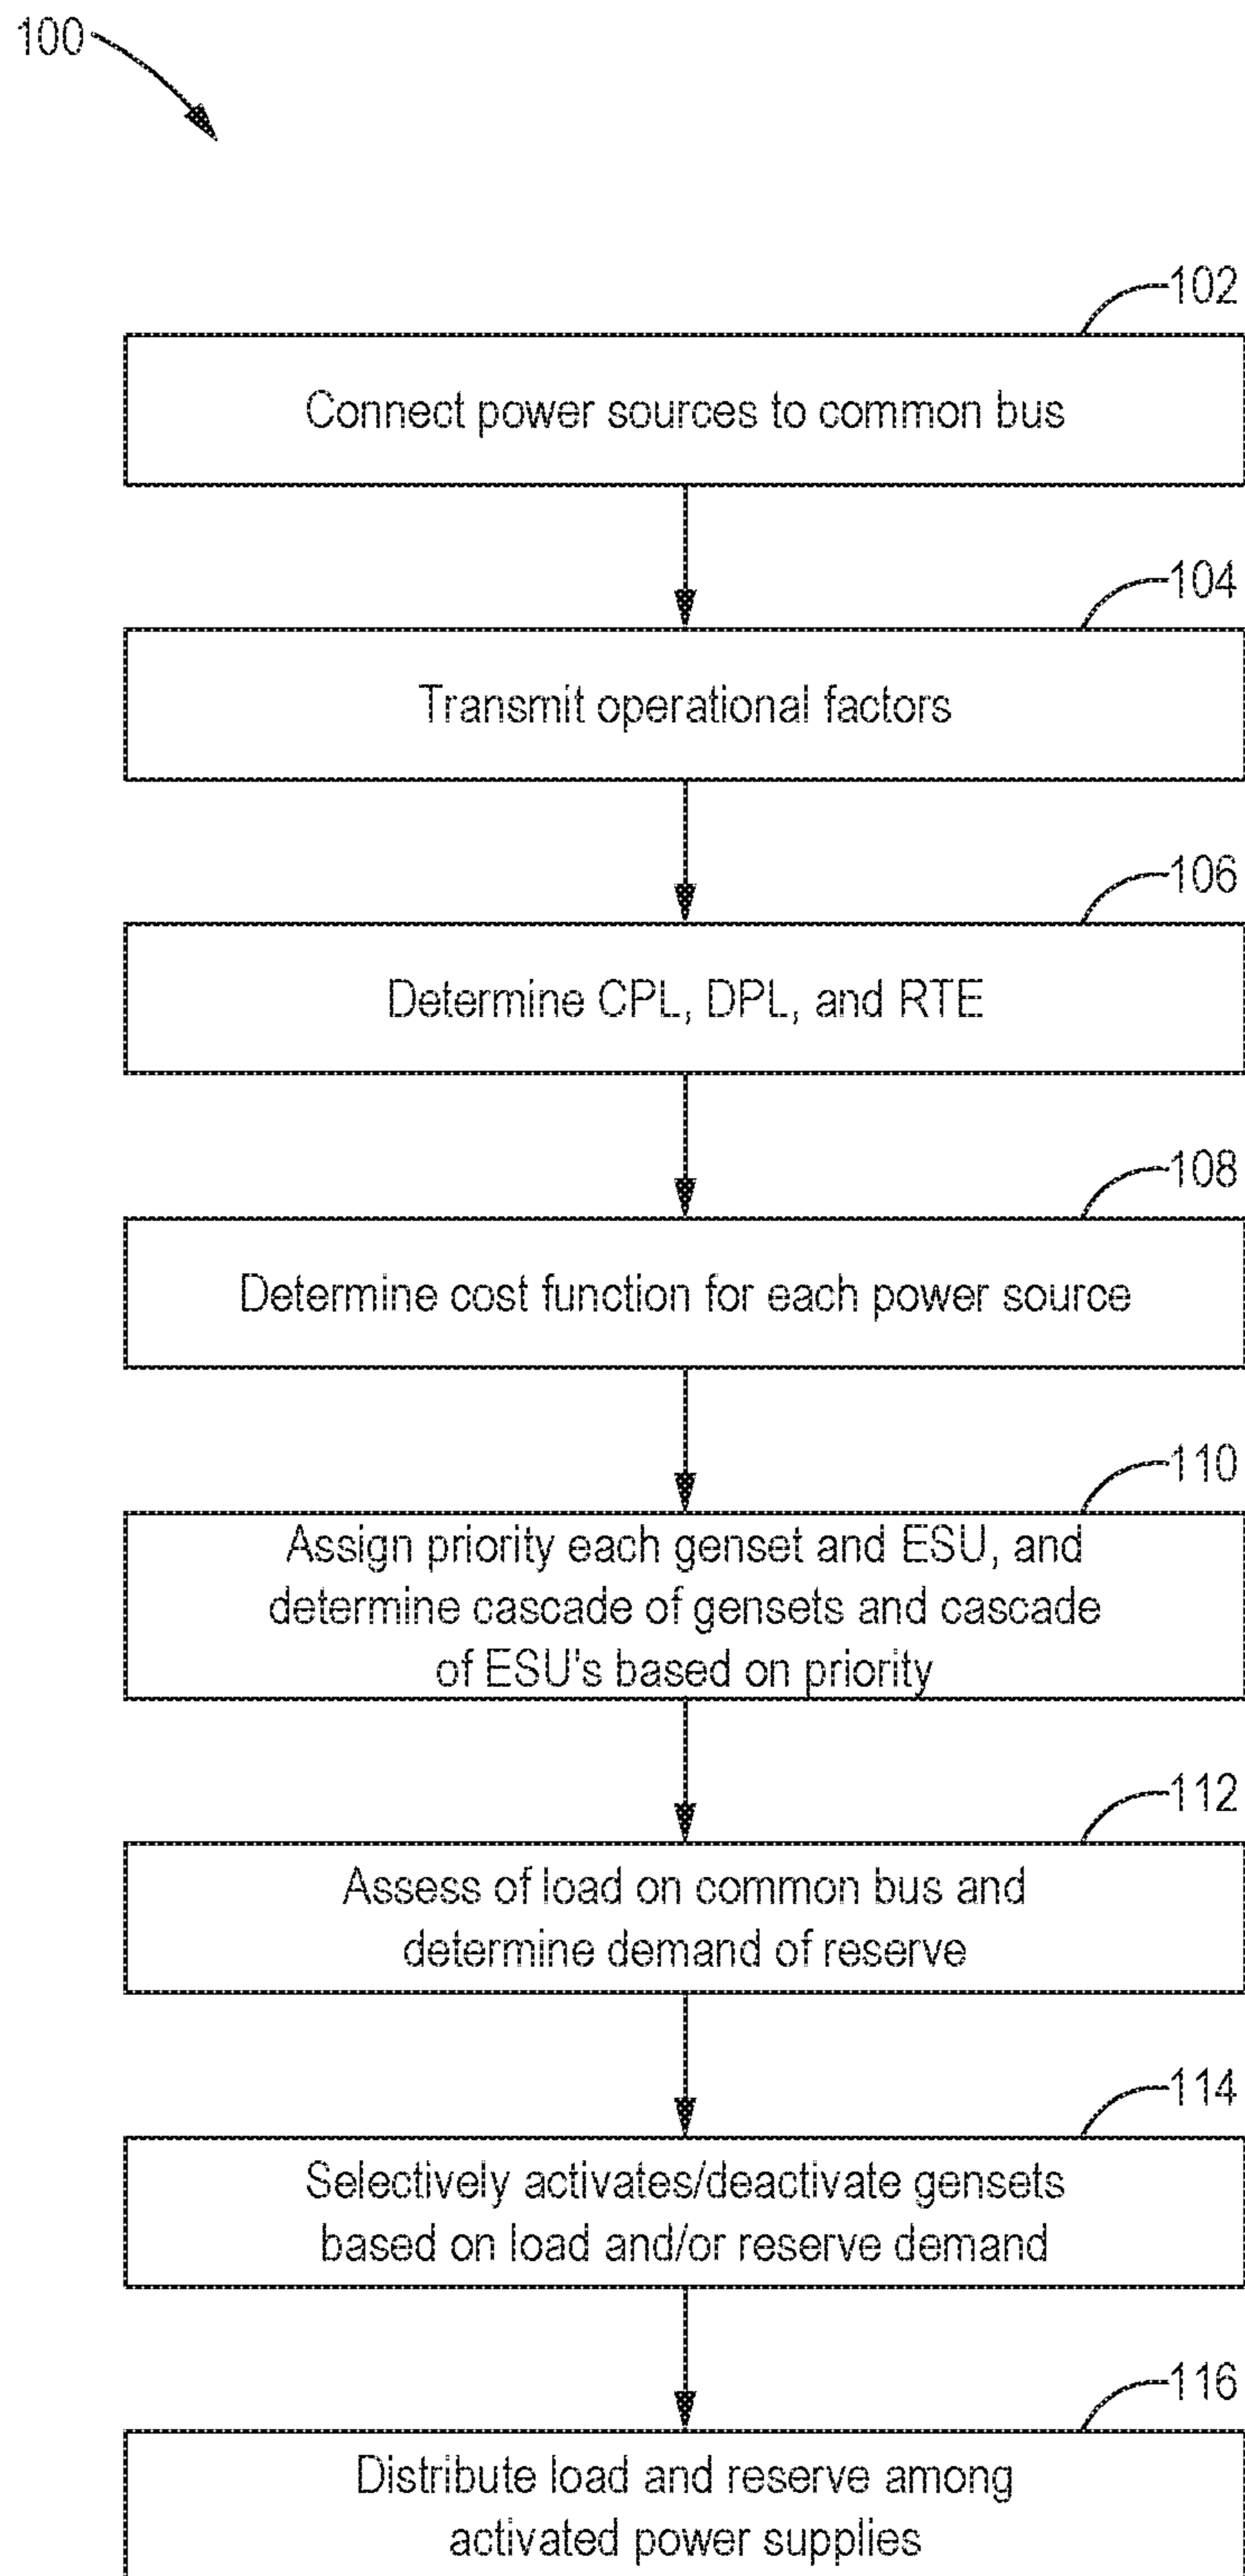 100
102
Connect power sources to common bus
104
Transmit operational factors
106
Determine CPL, DPL, and RTE
108
Determine cost function for each power source
110
Assign priority each genset and ESU, and
determine cascade of gensets and cascade
of ESU's based on priority
112
Assess of load on common bus and
determine demand of reserve
114
Selectively activates/deactivate gensets
based on load and/or reserve demand
116
Distribute load and reserve among
activated power supplies